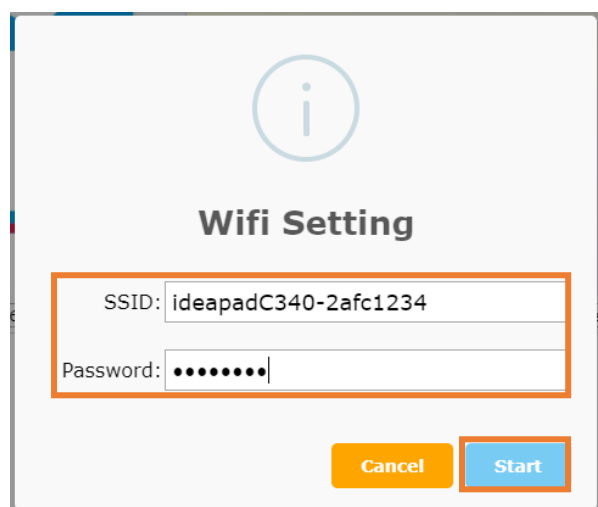 Wifi Setting
SSID: ideapadC340-2afc1234
Password: ••••••••
Cancel Start